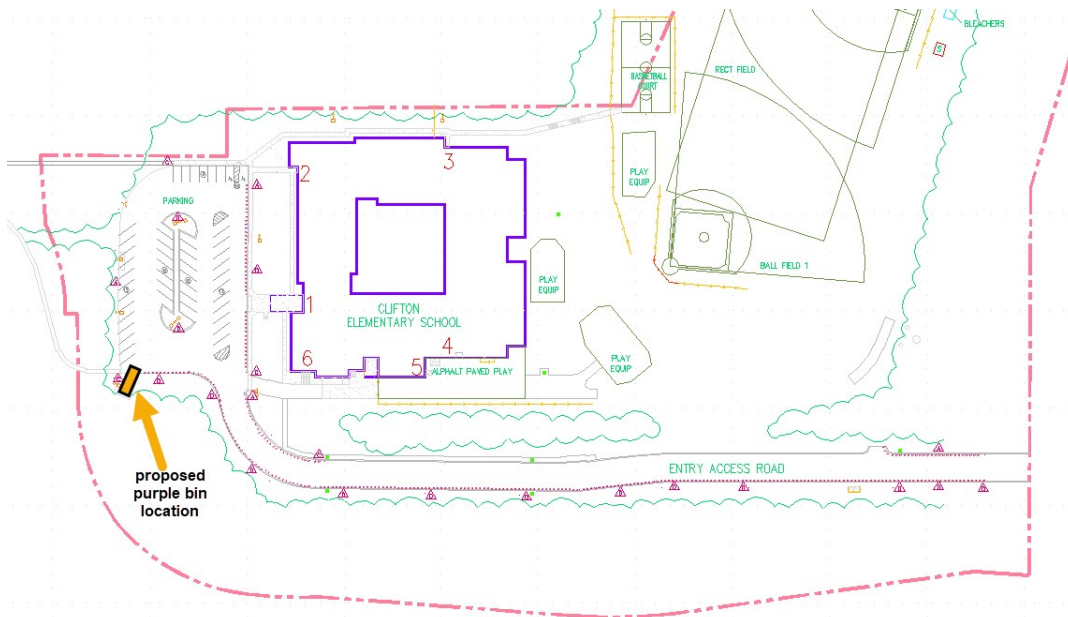 BLEACHERS
S
RECT FIELD
BASKETBALL
COURT
3
2
PLAY
EQUIP
PARKING
BALL FIELD 1
PLAY
EQUIP
1
CLIFTON
ELEMENTARY SCHOOL
4
6
5
ALPHALT PAVED PLAY
PLAY
EQUIP
proposed
purple bin
location
ENTRY ACCESS ROAD